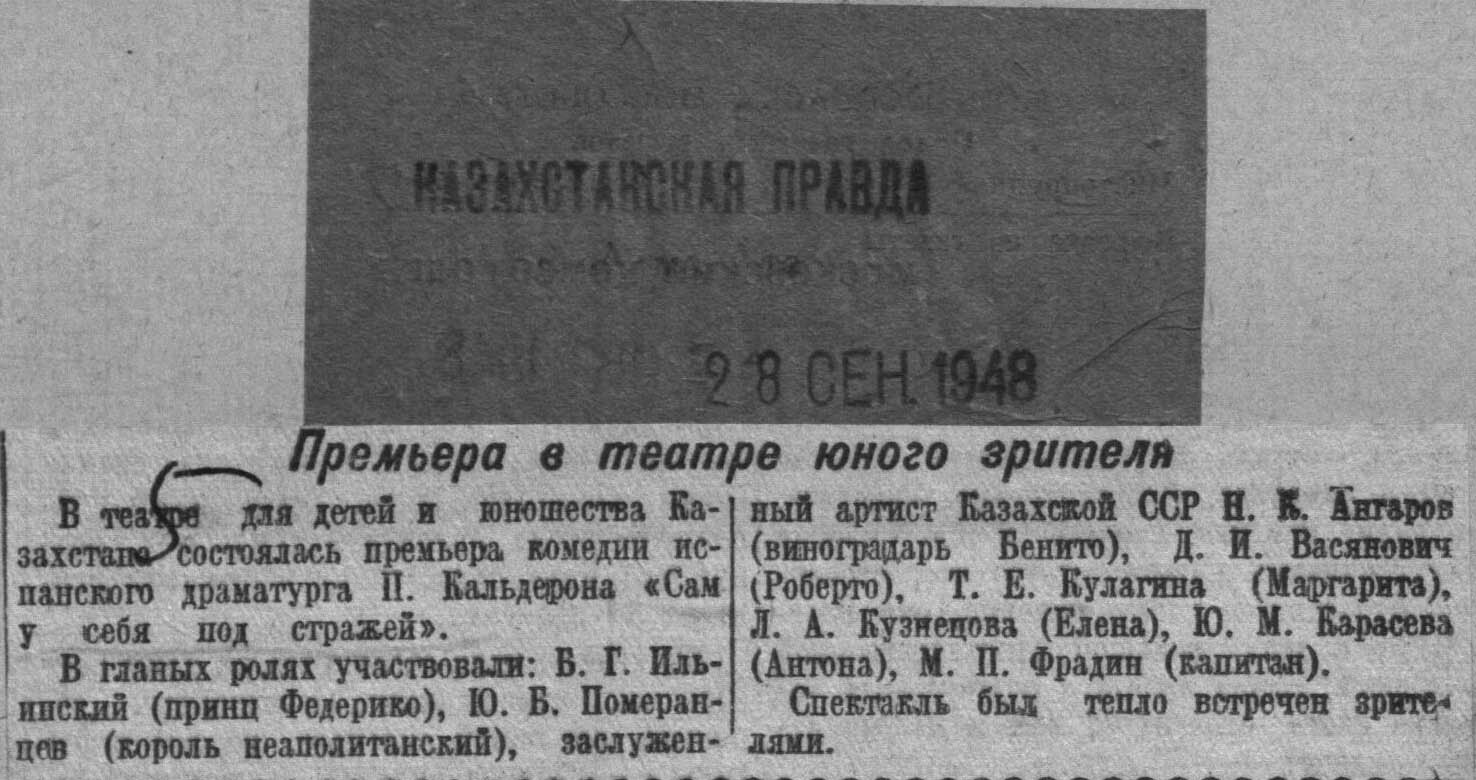 КАЗАХСТАНСКАЯ ПРАВДА
28 СЕН. 1948
Премьера в театре юного зрителя
В театре для детей и юношества Ка-
захстана состоялась премьера комедии ис-
панского драматурга П. Кальдерона «Сам
у себя под стражей».
В гланых ролях участвовали: Б. Г. Иль-
инский (принц Федерико), Ю. Б. Померан-
цев (король неаполитанский), заслужен-
ный артист Казахской ССР Н. К. Ангаров
(виноградарь Бенито), Д. И. Васянович
(Роберто), Т. Е. Кулагина (Маргарита),
Л. А. Кузнецова (Елена), Ю. М. Карасева
(Антона), М. П. Фрадин (капитан).
Спектакль был тепло встречен зрите-
лями.